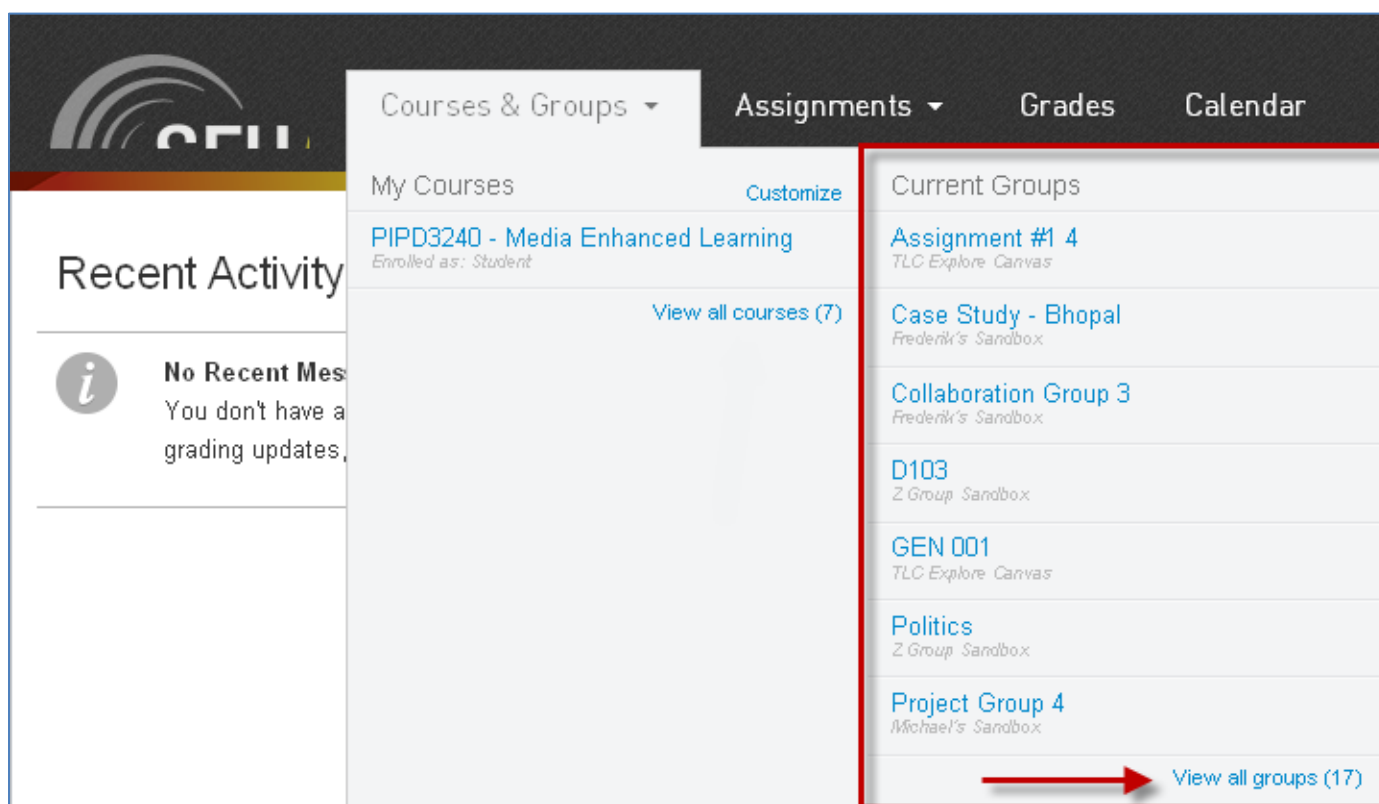 Courses & Groups
Assignments
Grades
Calendar
My Courses
Customize
PIPD3240 - Media Enhanced Learning
Enrolled as: Student
View all courses (7)
Current Groups
Assignment #1 4
TLC Explore Canvas
Case Study - Bhopal
Frederik's Sandbox
Collaboration Group 3
Frederik's Sandbox
D103
Z Group Sandbox
GEN 001
TLC Explore Canvas
Politics
Z Group Sandbox
Project Group 4
Michael's Sandbox
View all groups (17)
Recent Activity
No Recent Mes
You don't have a
grading updates,